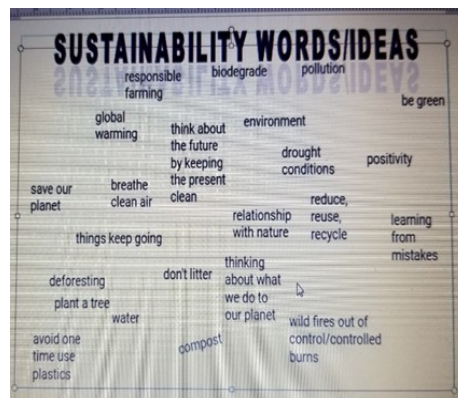 SUSTAINABILITY WORDS/IDEAS
responsible
farming
biodegrade
pollution
be green
global
warming
think about
the future
by keeping
the present
clean
environment
drought
conditions
positivity
save our
planet
breathe
clean air
relationship
with nature
reduce,
reuse,
recycle
learning
from
mistakes
things keep going
deforesting
don't litter
thinking
about what
we do to
our planet
plant a tree
water
wild fires out of
control/controlled
burns
avoid one
time use
plastics
compost